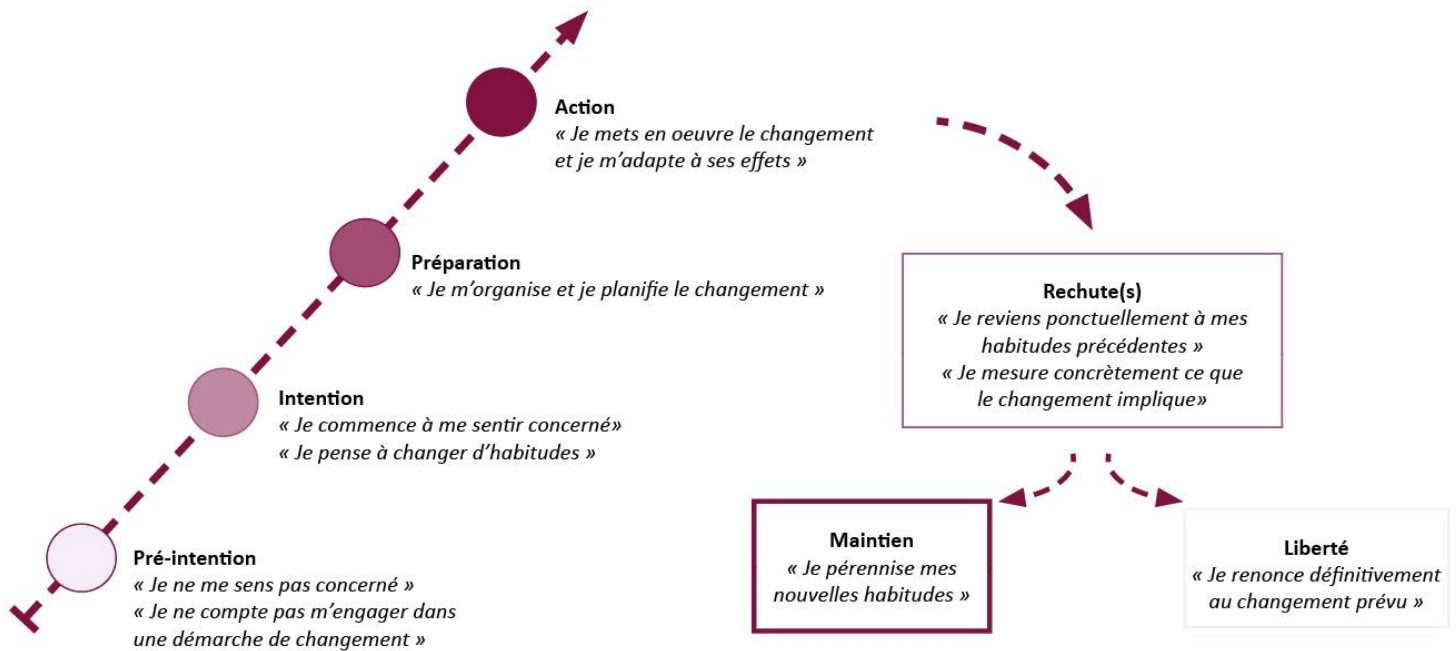 Action
« Je mets en oeuvre le changement
et je m’adapte à ses effets »
Préparation
« Je m’organise et je planifie le changement »
Intention
« Je commence à me sentir concerné»
« Je pense à changer d’habitudes »
Pré-intention
« Je ne me sens pas concerné »
« Je ne compte pas m’engager dans
une démarche de changement »
Rechute(s)
« Je reviens ponctuellement à mes
habitudes précédentes »
« Je mesure concrètement ce que
le changement implique»
Maintien
« Je pérennise mes
nouvelles habitudes »
Liberté
« Je renonce définitivement
au changement prévu »